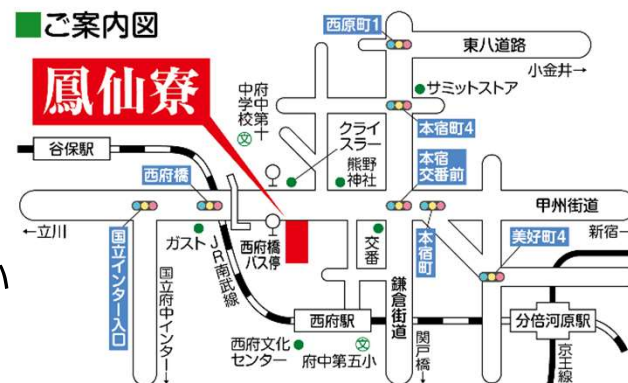 ■ご案内図
西原町1
東八道路
小金井→
鳳仙寮
府中第十
中学校
文
サミットストア
クライ
スラー
本宿町4
谷保駅
熊野
神社
本宿
交番前
西府橋
甲州街道
←立川
新宿→
国立インター入口
ガスト
JR南武線
西府橋
バス停
交番
本宿町
美好町4
国立府中インター→
鎌倉街道
西府駅
分倍河原駅
西府文化
センター
文
府中第五小
関戸橋→
京王線
い